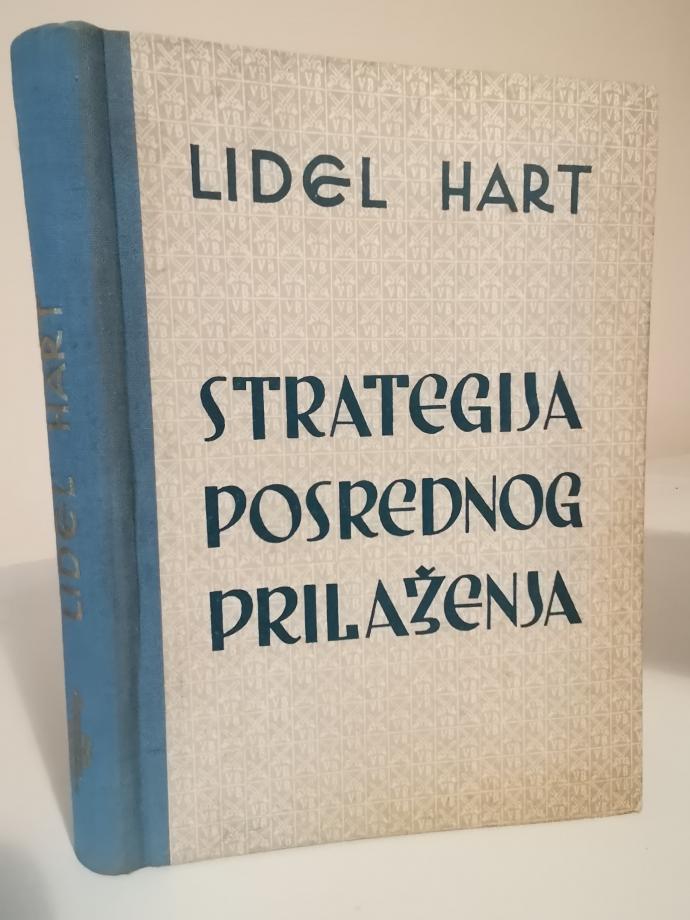 LIDEL HART
STRATEGIJA
POSREDNOG
PRILAŽENJA
LIDEL HART